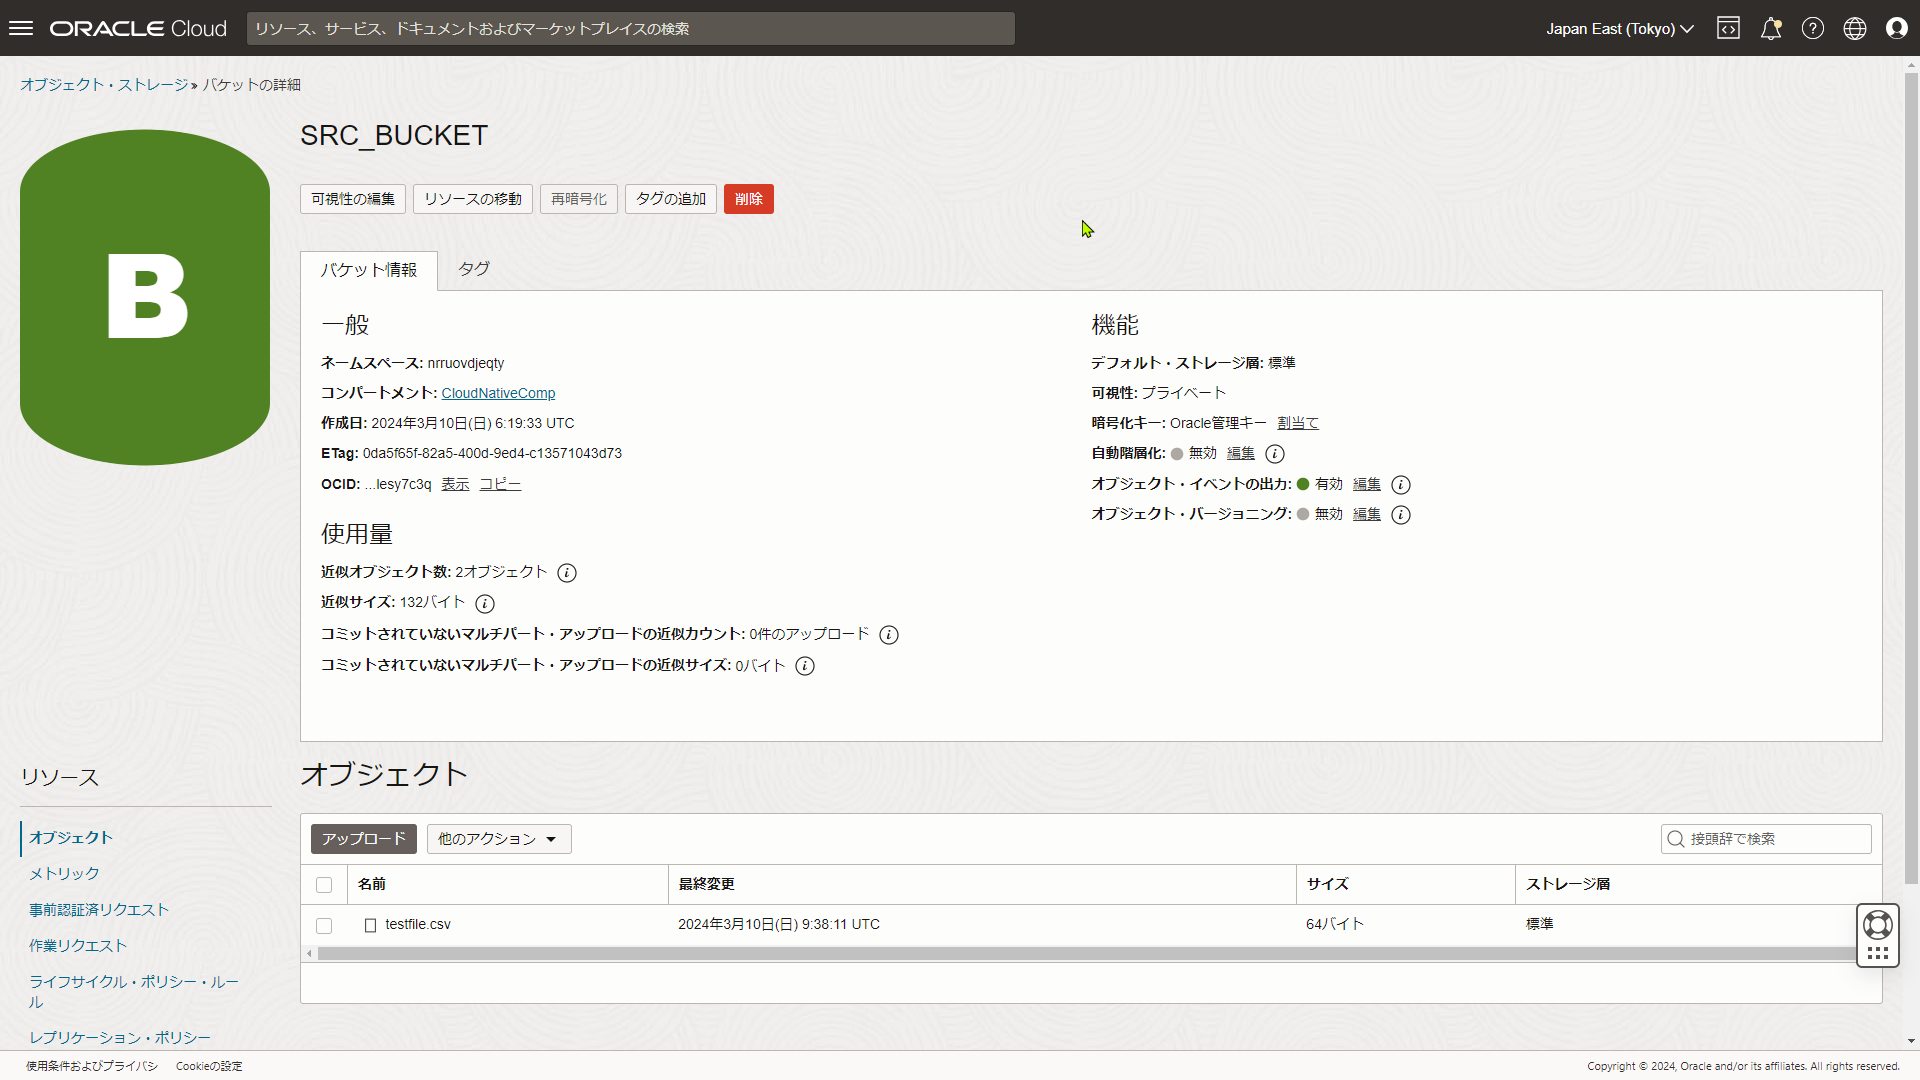 ORACLE Cloud
リソース、サービス、ドキュメントおよびマーケットプレイスの検索
Japan East (Tokyo)
オブジェクト・ストレージ » バケットの詳細
B
SRC_BUCKET
可視性の編集 リソースの移動 再暗号化 タグの追加 削除
バケット情報 タグ
一般
ネームスペース: nrruovdjeqty
コンパートメント: CloudNativeComp
作成日: 2024年3月10日(日) 6:19:33 UTC
ETag: 0da5f65f-82a5-400d-9ed4-c13571043d73
OCID: ...lesy7c3q 表示 コピー
使用量
近似オブジェクト数: 2オブジェクト
近似サイズ: 132バイト
コミットされていないマルチパート・アップロードの近似カウント: 0件のアップロード
コミットされていないマルチパート・アップロードの近似サイズ: 0バイト
機能
デフォルト・ストレージ層: 標準
可視性: プライベート
暗号化キー: Oracle管理キー 割当て
自動階層化: 無効 編集
オブジェクト・イベントの出力: 有効 編集
オブジェクト・バージョニング: 無効 編集
リソース
オブジェクト
メトリック
事前認証済リクエスト
作業リクエスト
ライフサイクル・ポリシー・ルー
ル
レプリケーション・ポリシー
オブジェクト
アップロード 他のアクション
接頭辞で検索
名前 最終変更 サイズ ストレージ層
testfile.csv 2024年3月10日(日) 9:38:11 UTC 64バイト 標準
使用条件およびプライバシ Cookieの設定
Copyright © 2024, Oracle and/or its affiliates. All rights reserved.